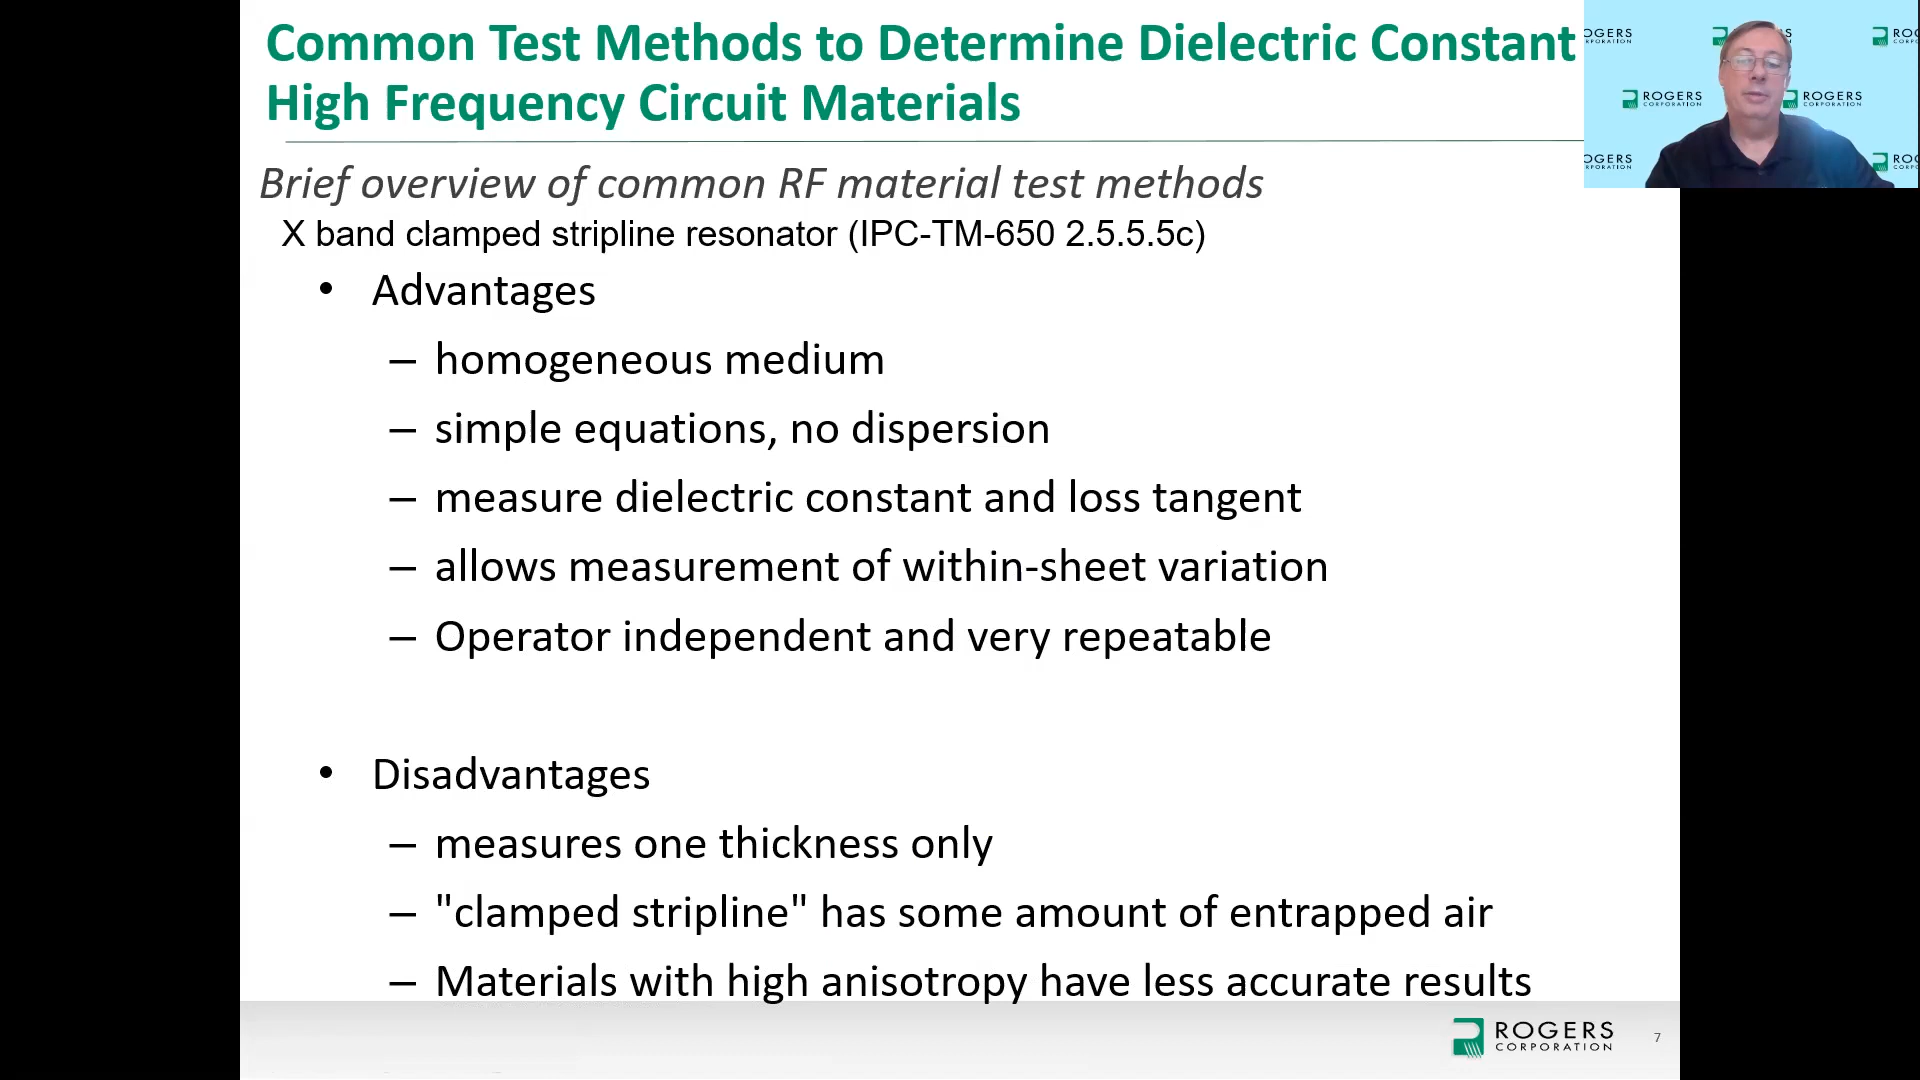 Common Test Methods to Determine Dielectric Constant
High Frequency Circuit Materials
Brief overview of common RF material test methods
X band clamped stripline resonator (IPC-TM-650 2.5.5.5c)
• Advantages
– homogeneous medium
– simple equations, no dispersion
– measure dielectric constant and loss tangent
– allows measurement of within-sheet variation
– Operator independent and very repeatable
• Disadvantages
– measures one thickness only
– "clamped stripline" has some amount of entrapped air
– Materials with high anisotropy have less accurate results
ROGERS
CORPORATION
7
ROGERS
CORPORATION
ROGERS
CORPORATION